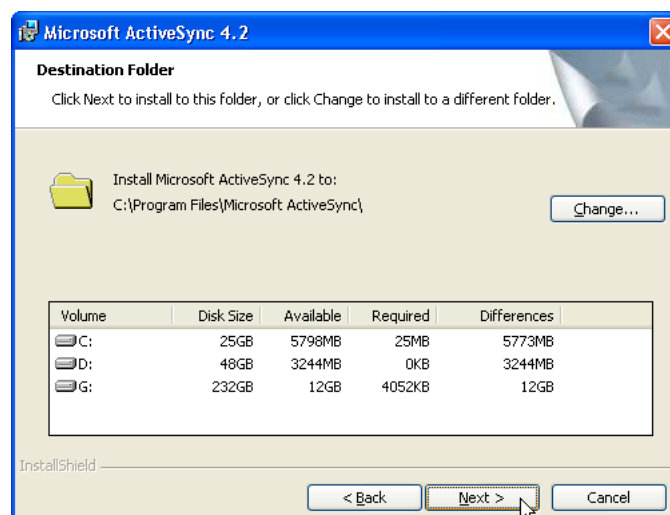 Microsoft ActiveSync 4.2
Destination Folder
Click Next to install to this folder, or click Change to install to a different folder.
Install Microsoft ActiveSync 4.2 to:
C:\Program Files\Microsoft ActiveSync\
Change...
Volume Disk Size Available Required Differences
C: 25GB 5798MB 25MB 5773MB
D: 48GB 3244MB 0KB 3244MB
G: 232GB 12GB 4052KB 12GB
InstallShield
< Back Next > Cancel